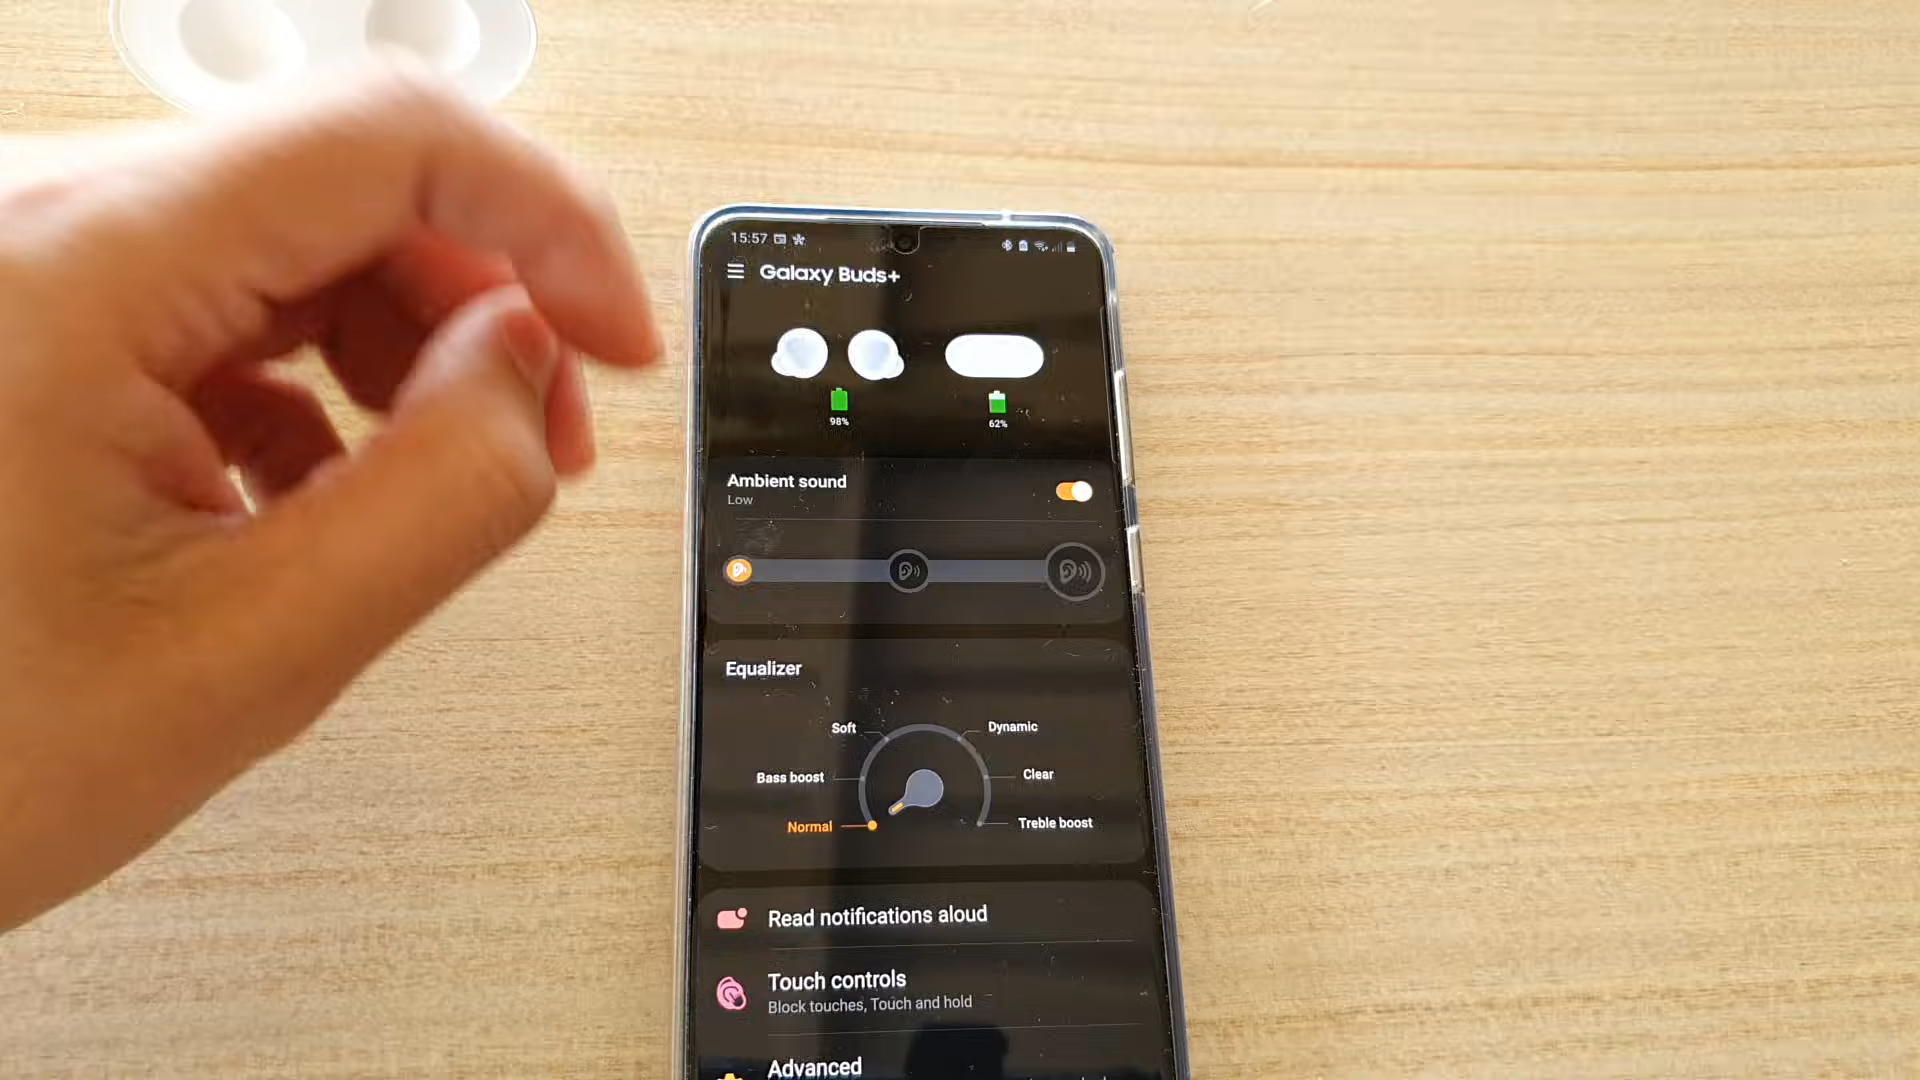 15:57
Galaxy Buds+
98%
62%
Ambient sound
Low
Equalizer
Soft
Dynamic
Bass boost
Clear
Normal
Treble boost
Read notifications aloud
Touch controls
Block touches, Touch and hold
Advanced